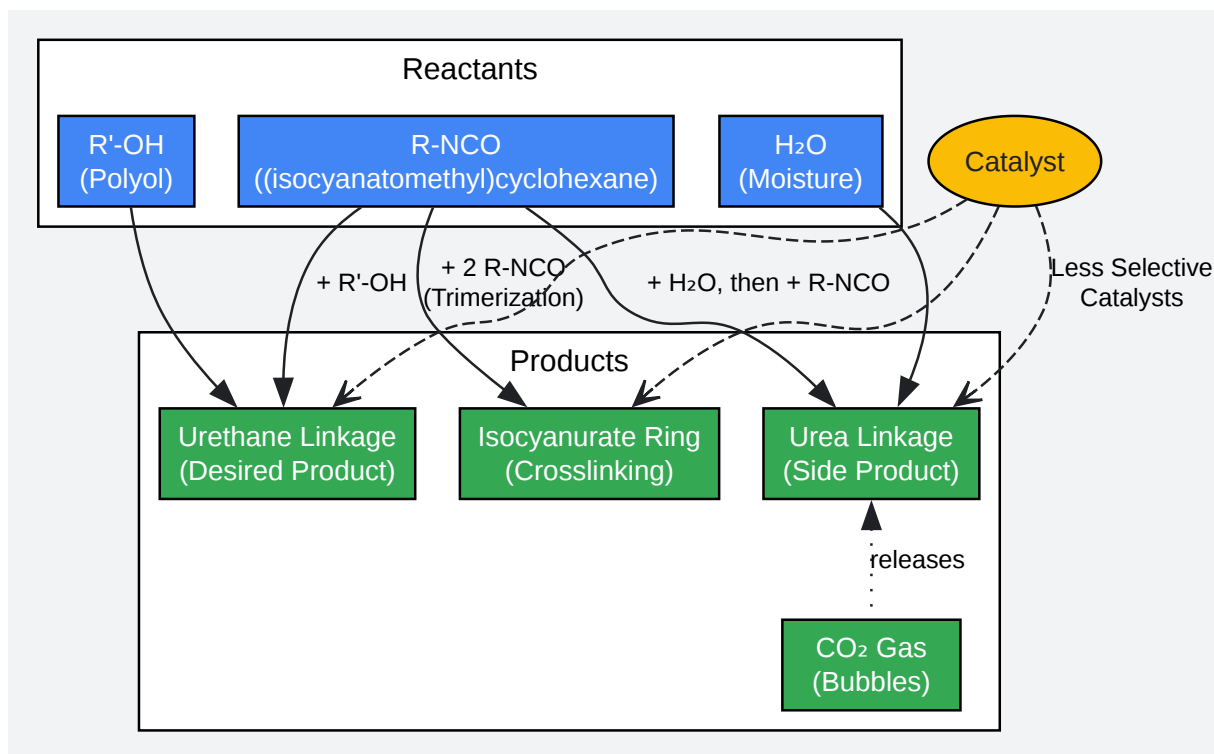 Reactants
R'-OH
(Polyol)
R-NCO
((isocyanatomethyl)cyclohexane)
H₂O
(Moisture)
Catalyst
+ R'-OH
+ 2 R-NCO
(Trimerization)
+ H₂O, then + R-NCO
Less Selective
Catalysts
Products
Urethane Linkage
(Desired Product)
Isocyanurate Ring
(Crosslinking)
Urea Linkage
(Side Product)
releases
CO₂ Gas
(Bubbles)